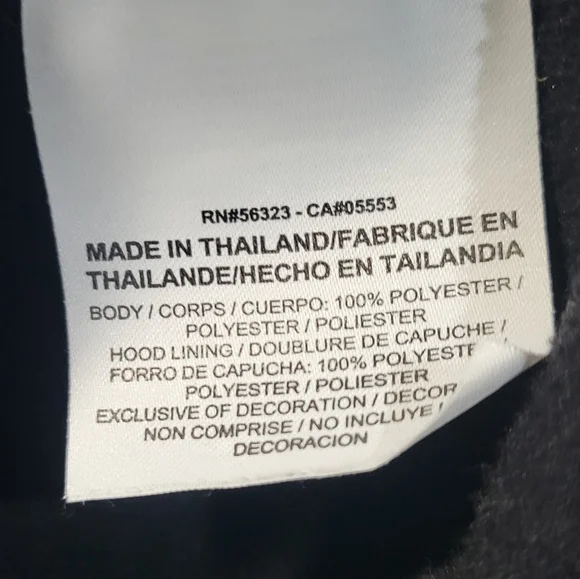 RN#56323 - CA#05553
MADE IN THAILAND/FABRIQUE EN
THAILANDE/HECHO EN TAILANDIA
BODY / CORPS / CUERPO: 100% POLYESTER /
POLYESTER / POLIESTER
HOOD LINING / DOUBLURE DE CAPUCHE /
FORRO DE CAPUCHA: 100%
POLYESTER / POLIESTER
EXCLUSIVE OF DECORATION /
NON COMPRISE / NO INCLUYE
DECORACION